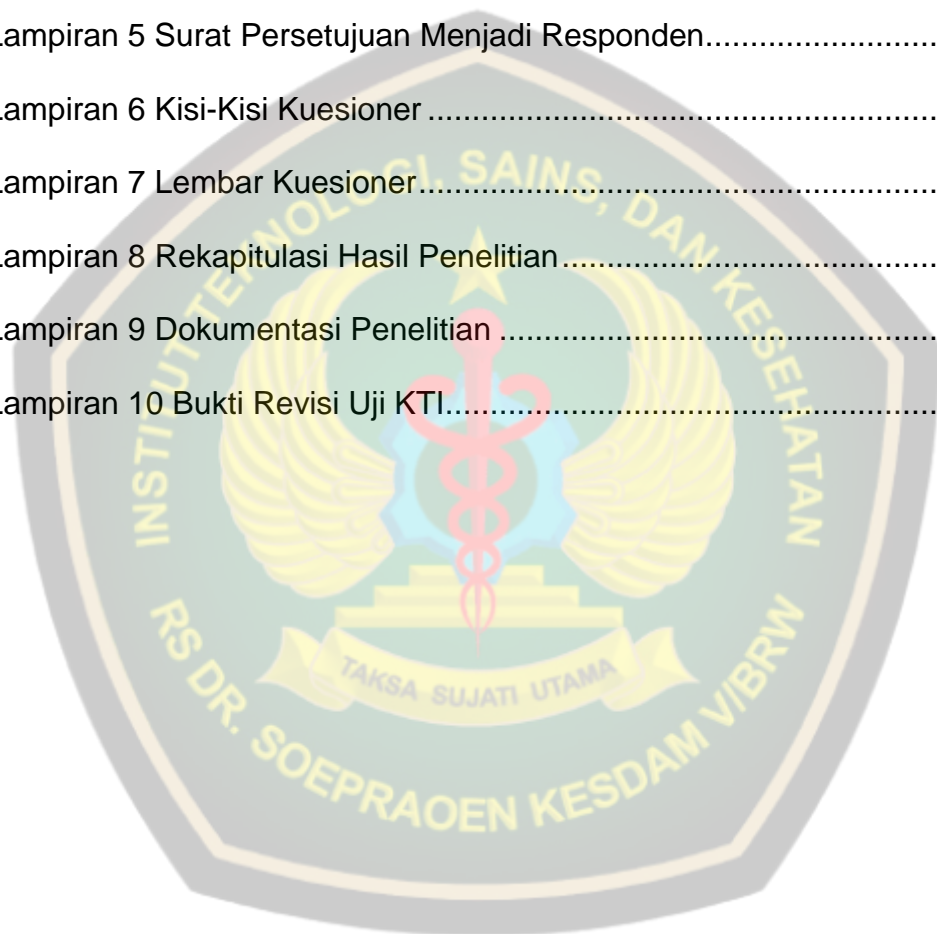 Lampiran 5 Surat Persetujuan Menjadi Responden..........................
Lampiran 6 Kisi-Kisi Kuesioner .........................................................
Lampiran 7 Lembar Kuesioner..........................................................
Lampiran 8 Rekapitulasi Hasil Penelitian..........................................
Lampiran 9 Dokumentasi Penelitian .................................................
Lampiran 10 Bukti Revisi Uji KTI.......................................................
INSTITUT TEKNOLOGI, SAINS, DAN KESEHATAN
TAKSA SUJATI UTAMA
RS DR. SOEPRAOEN KESDAM V/BRW